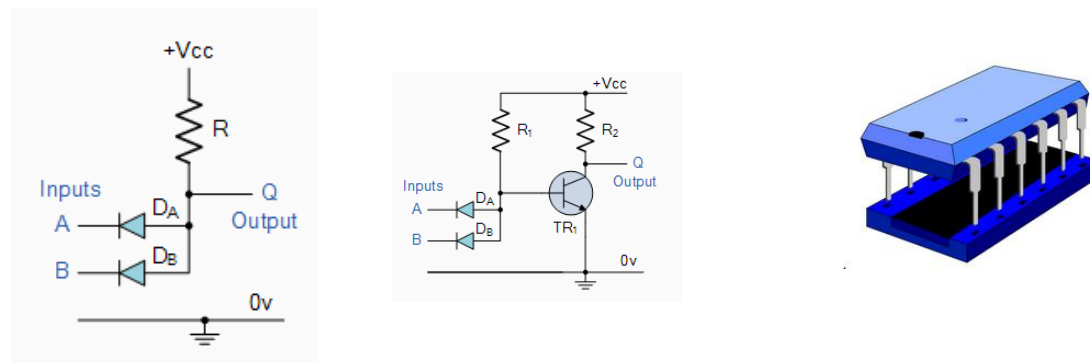 +Vcc
R
Inputs
Q
A
DA
Output
B
DB
0v
+Vcc
R1
R2
Q
Inputs
Output
A
DA
B
DB
TR1
0v